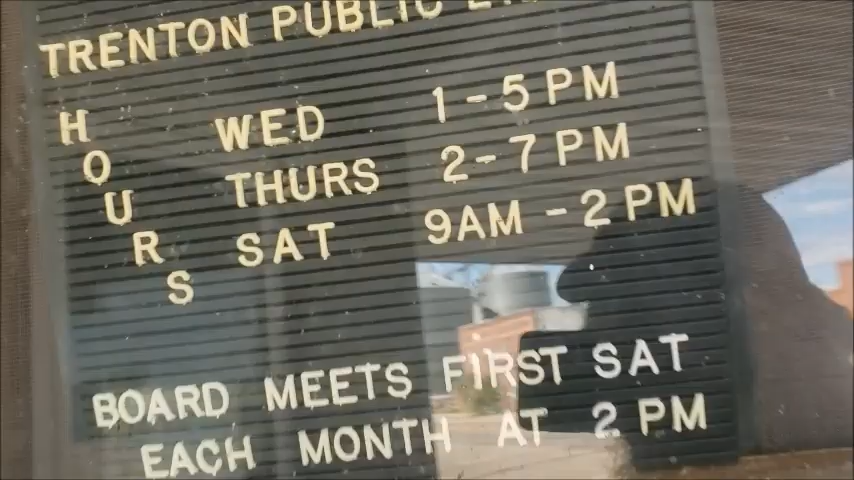 TRENTON PUBLIC
HOURS
WED 1-5 PM
THURS 2-7 PM
SAT 9AM-2 PM
BOARD MEETS FIRST SAT
EACH MONTH AT 2 PM